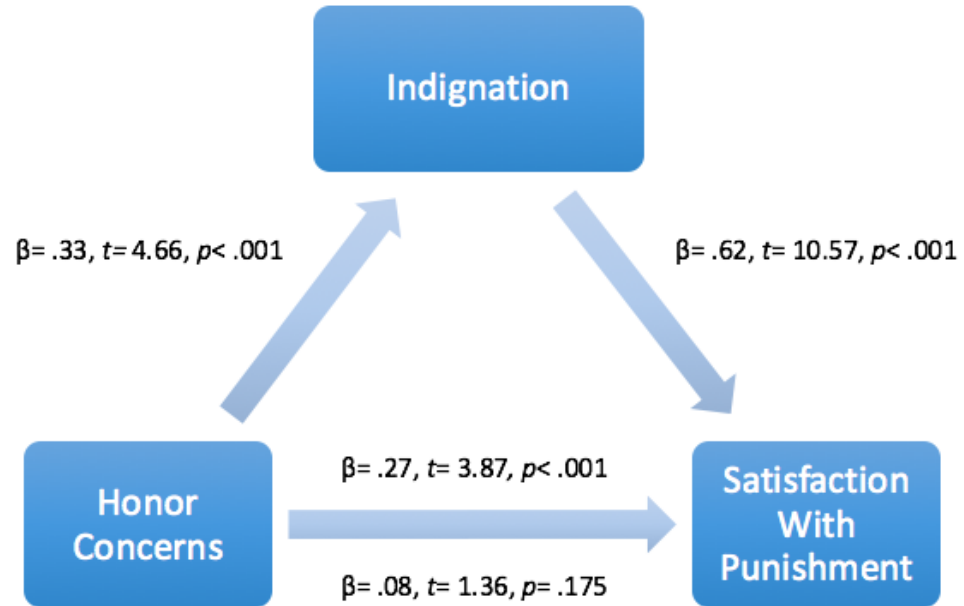 Indignation
β= .33, t= 4.66, p< .001
β= .62, t= 10.57, p< .001
Honor
Concerns
β= .27, t= 3.87, p< .001
β= .08, t= 1.36, p= .175
Satisfaction
With
Punishment